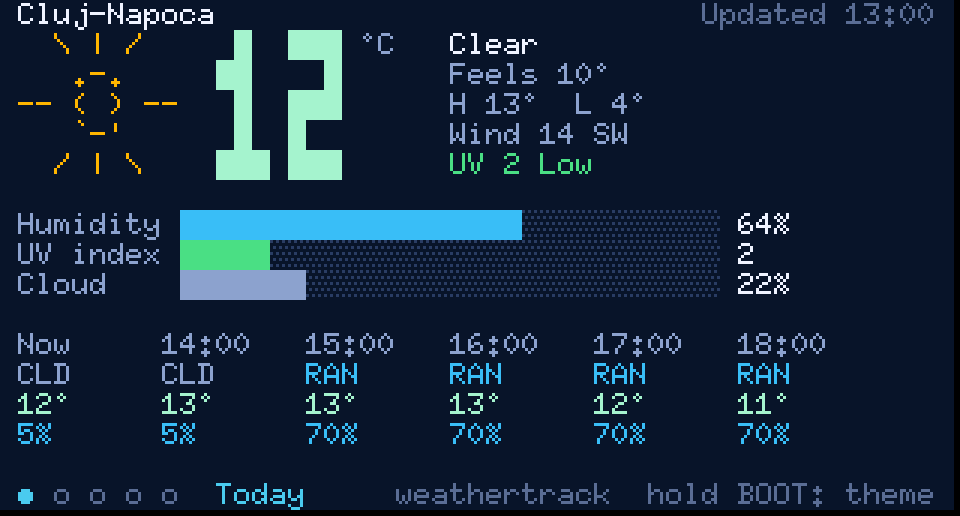 Cluj-Napoca Updated 13:00
12 °C Clear
Feels 10°
H 13° L 4°
Wind 14 SW
UV 2 Low
Humidity 64%
UV index 2
Cloud 22%
Now 14:00 15:00 16:00 17:00 18:00
CLD CLD RAN RAN RAN RAN
12° 13° 13° 13° 12° 11°
5% 5% 70% 70% 70% 70%
Today weathertrack hold BOOT: theme